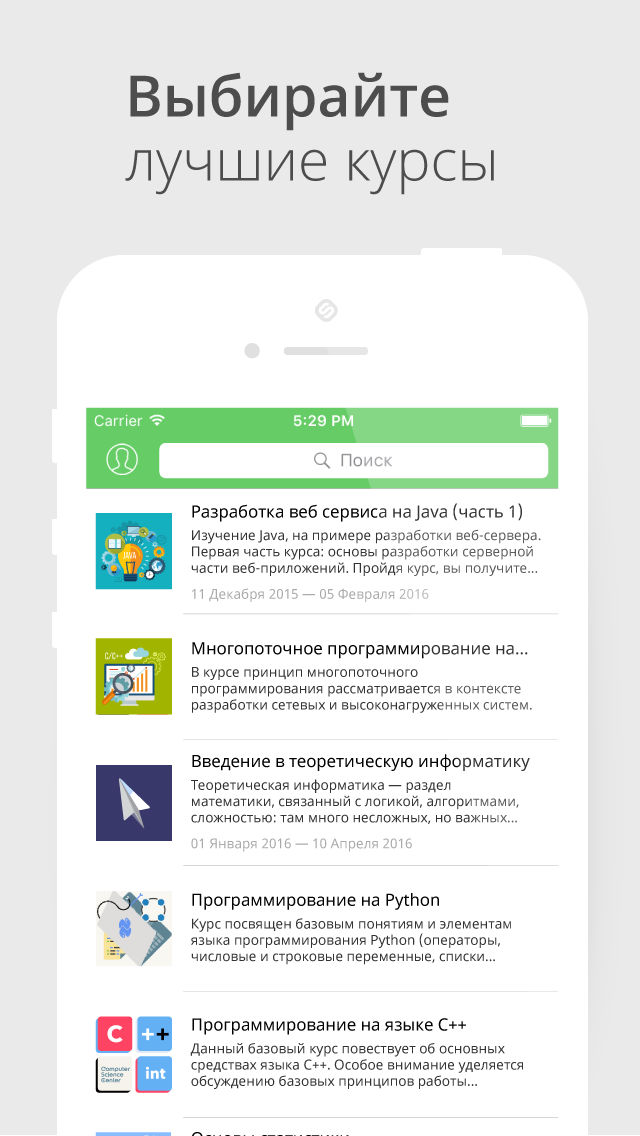 Выбирайте
лучшие курсы
Carrier
5:29 PM
Поиск
Разработка веб сервиса на Java (часть 1)
JAVA
Изучение Java, на примере разработки веб-сервера.
Первая часть курса: основы разработки серверной
части веб-приложений. Пройдя курс, вы получите...
11 Декабря 2015 — 05 Февраля 2016
C/C++
Многопоточное программирование на...
В курсе принцип многопоточного
программирования рассматривается в контексте
разработки сетевых и высоконагруженных систем.
Введение в теоретическую информатику
Теоретическая информатика — раздел
математики, связанный с логикой, алгоритмами,
сложностью: там много несложных, но важных...
01 Января 2016 — 10 Апреля 2016
Программирование на Python
Курс посвящен базовым понятиям и элементам
языка программирования Python (операторы,
числовые и строковые переменные, списки...
C ++
Computer
Science
Center
int
Программирование на языке C++
Данный базовый курс повествует об основных
средствах языка C++. Особое внимание уделяется
обсуждению базовых принципов работы...
Основы статистики